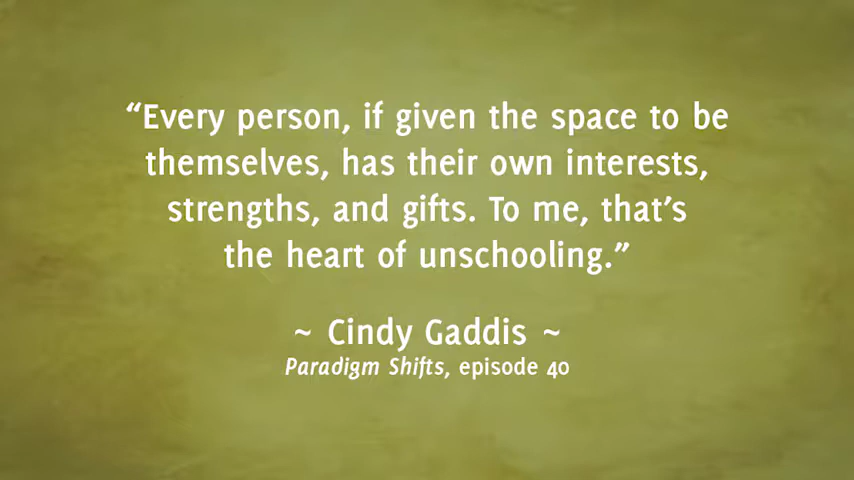 “Every person, if given the space to be
themselves, has their own interests,
strengths, and gifts. To me, that’s
the heart of unschooling.”
~ Cindy Gaddis ~
Paradigm Shifts, episode 40